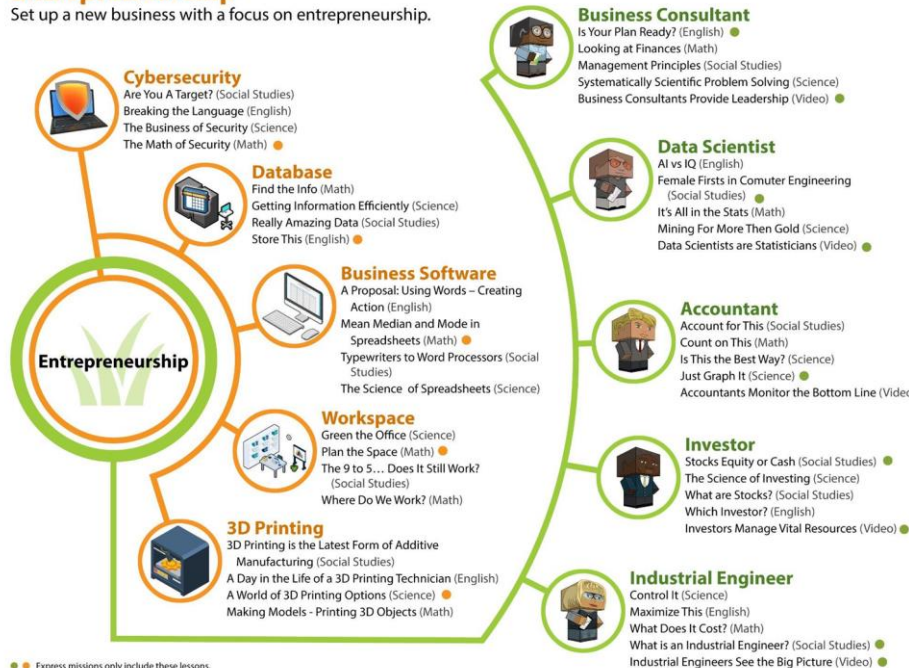 Set up a new business with a focus on entrepreneurship.
Cybersecurity
Are You A Target? (Social Studies)
Breaking the Language (English)
The Business of Security (Science)
The Math of Security (Math)
Database
Find the Info (Math)
Getting Information Efficiently (Science)
Really Amazing Data (Social Studies)
Store This (English)
Business Software
A Proposal: Using Words – Creating
Action (English)
Mean Median and Mode in
Spreadsheets (Math)
Typewriters to Word Processors (Social
Studies)
The Science of Spreadsheets (Science)
Entrepreneurship
Workspace
Green the Office (Science)
Plan the Space (Math)
The 9 to 5… Does It Still Work?
(Social Studies)
Where Do We Work? (Math)
3D Printing
3D Printing is the Latest Form of Additive
Manufacturing (Social Studies)
A Day in the Life of a 3D Printing Technician (English)
A World of 3D Printing Options (Science)
Making Models - Printing 3D Objects (Math)
Express missions only include these lessons.
Business Consultant
Is Your Plan Ready? (English)
Looking at Finances (Math)
Management Principles (Social Studies)
Systematically Scientific Problem Solving (Science)
Business Consultants Provide Leadership (Video)
Data Scientist
AI vs IQ (English)
Female Firsts in Comuter Engineering
(Social Studies)
It's All in the Stats (Math)
Mining For More Then Gold (Science)
Data Scientists are Statisticians (Video)
Accountant
Account for This (Social Studies)
Count on This (Math)
Is This the Best Way? (Science)
Just Graph It (Science)
Accountants Monitor the Bottom Line (Video
Investor
Stocks Equity or Cash (Social Studies)
The Science of Investing (Science)
What are Stocks? (Social Studies)
Which Investor? (English)
Investors Manage Vital Resources (Video)
Industrial Engineer
Control It (Science)
Maximize This (English)
What Does It Cost? (Math)
What is an Industrial Engineer? (Social Studies)
Industrial Engineers See the Big Picture (Video)